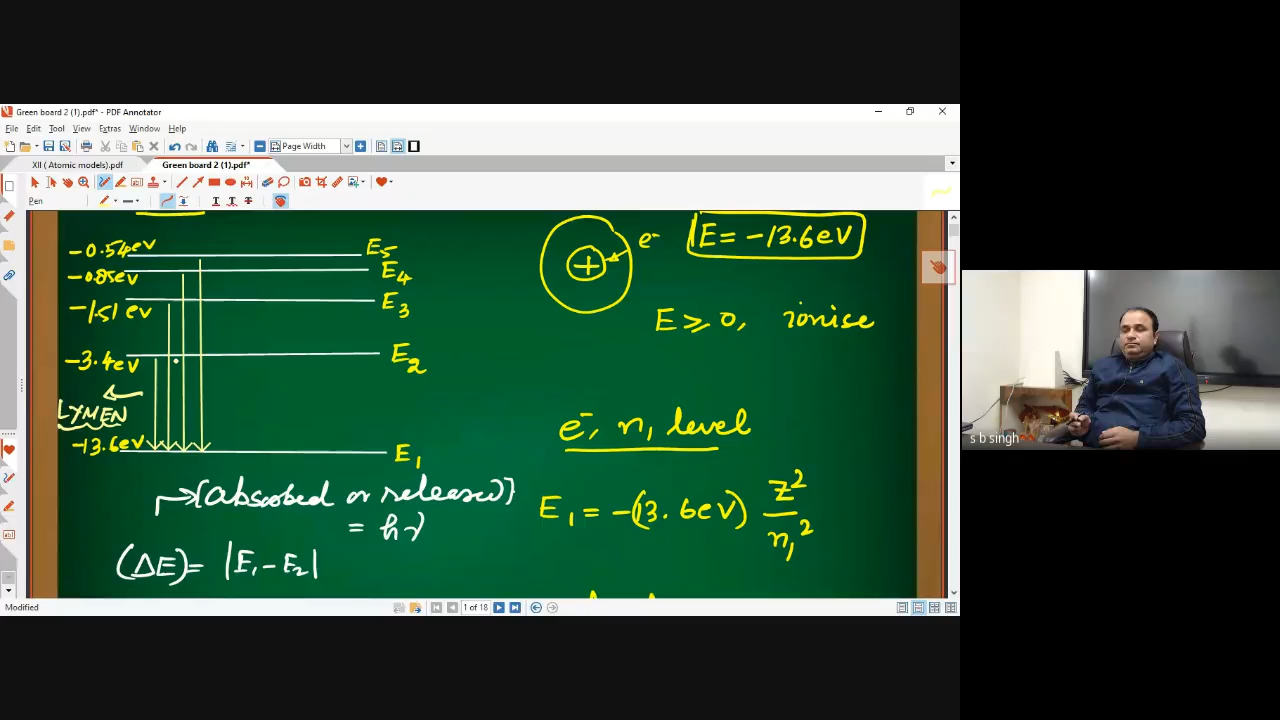 Green board 2 (1).pdf* - PDF Annotator
File Edit Tool View Extras Window Help
Page Width
XII ( Atomic models).pdf Green board 2 (1).pdf*
Pen
-0.54eV E5
-0.85eV E4
-1.51 eV E3
-3.4eV E2
LYMEN
-13.6eV E1
[absorbed or released]
= hν
(ΔE) = |E1 - E2|
e- E = -13.6eV
+
E ≥ 0, ionise
e-, n1 level
E1 = -(13.6eV) z²/n1²
s b singh
Modified 1 of 18